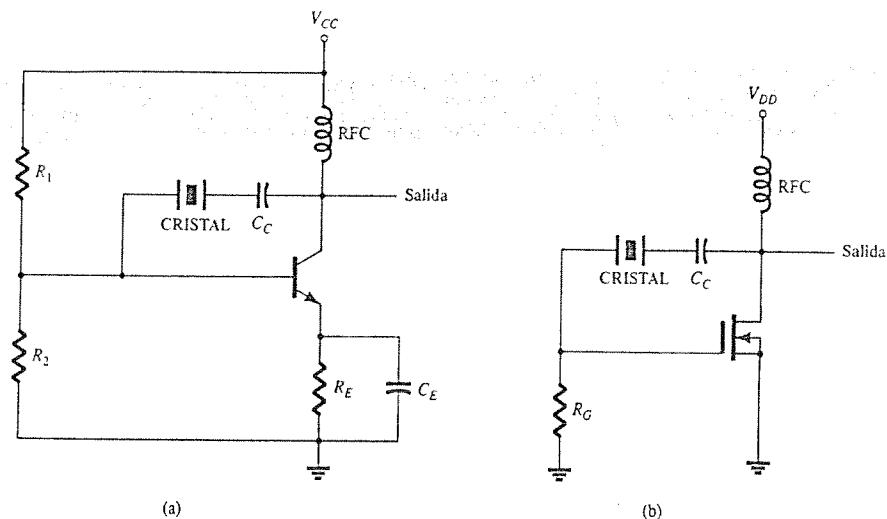 V_CC
RFC
R_1
Salida
CRISTAL
C_C
R_2
R_E
C_E
(a)
V_DD
RFC
Salida
CRISTAL
C_C
R_G
(b)